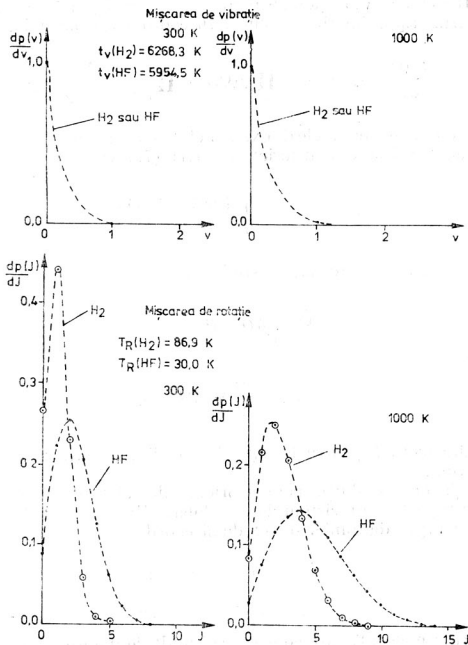 Mișcarea de vibrație
dp(v)
dv
300 K
t_v(H₂)=6268,3 K
t_v(HF)=5954,5 K
1,0
H₂ sau HF
0,0
0
1
2
v
dp(v)
dv
1000 K
1,0
H₂ sau HF
0,0
0
1
2
v
dp(J)
dJ
Mișcarea de rotație
T_R(H₂)=86,9 K
T_R(HF)=30,0 K
300 K
0,4
H₂
0,3
0,2
HF
0,1
0,0
0
5
10
J
dp(J)
dJ
1000 K
0,2
H₂
0,1
HF
0,0
0
5
10
15
J